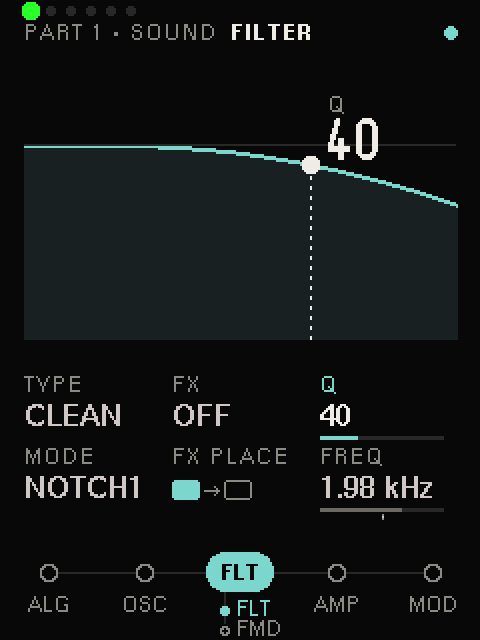 PART 1 · SOUND FILTER
Q
40
TYPE FX Q
CLEAN OFF 40
MODE FX PLACE FREQ
NOTCH1 1.98 kHz
FLT
ALG OSC FLT AMP MOD
FMD